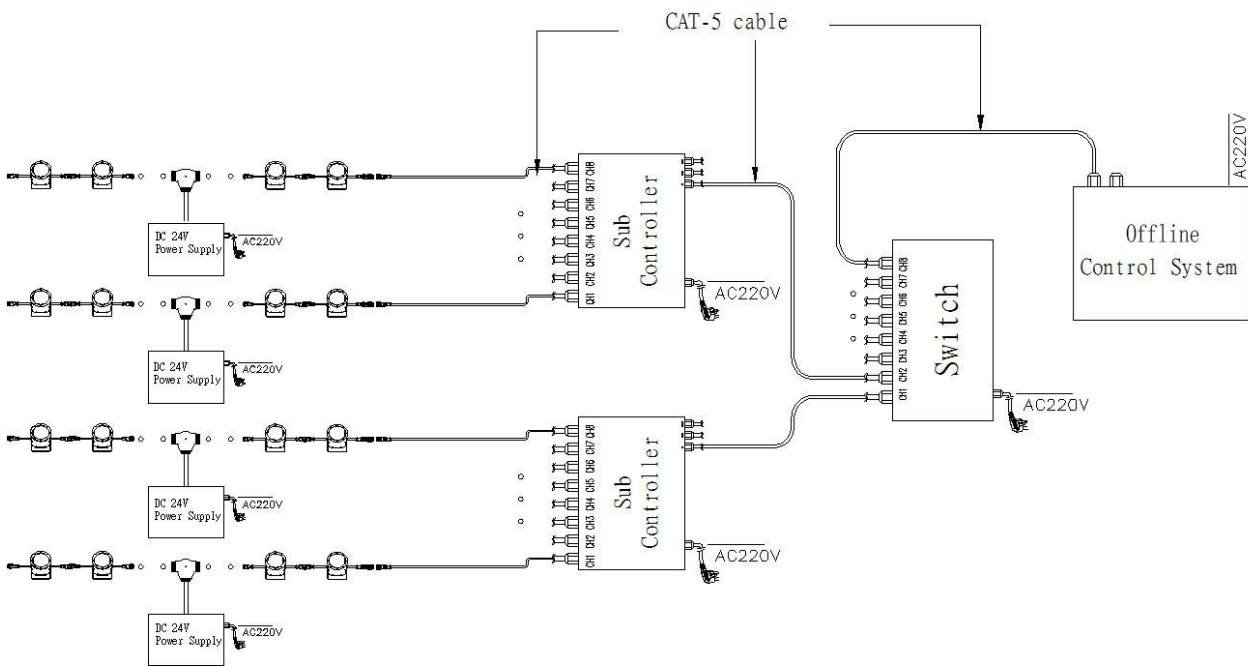 CAT-5 cable
AC220V
CH8
CH7
CH6
CH5
CH4
CH3
CH2
CH1
Sub
Controller
AC220V
DC 24V
Power Supply
AC220V
DC 24V
Power Supply
AC220V
Offline
Control System
CH8
CH7
CH6
CH5
CH4
CH3
CH2
CH1
Switch
AC220V
CH8
CH7
CH6
CH5
CH4
CH3
CH2
CH1
Sub
Controller
AC220V
DC 24V
Power Supply
AC220V
DC 24V
Power Supply
AC220V